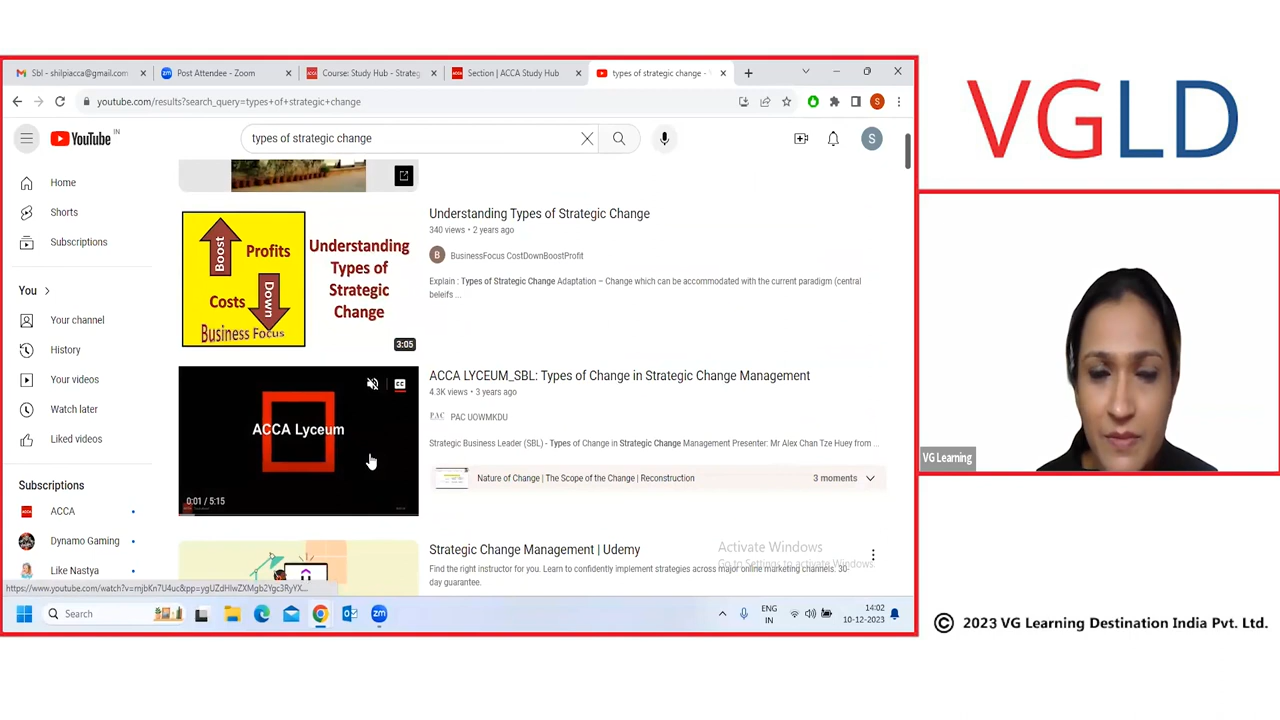 Sbl - shilpiacca@gmail.com
Post Attendee - Zoom
Course: Study Hub - Strateg
Section | ACCA Study Hub
types of strategic change -
youtube.com/results?search_query=types+of+strategic+change
YouTube IN
types of strategic change
S
Home
Shorts
Subscriptions
You
Your channel
History
Your videos
Watch later
Liked videos
Subscriptions
ACCA
Dynamo Gaming
Like Nastya
Boost
Profits
Costs
Down
Business Focus
Understanding
Types of
Strategic
Change
3:05
Understanding Types of Strategic Change
340 views • 2 years ago
B
BusinessFocus CostDownBoostProfit
Explain : Types of Strategic Change Adaptation – Change which can be accommodated with the current paradigm (central
beleifs ...
CC
ACCA Lyceum
0:01 / 5:15
ACCA LYCEUM_SBL: Types of Change in Strategic Change Management
4.3K views • 3 years ago
PAC
PAC UOWMKDU
Strategic Business Leader (SBL) - Types of Change in Strategic Change Management Presenter: Mr Alex Chan Tze Huey from ...
Nature of Change | The Scope of the Change | Reconstruction
3 moments
Strategic Change Management | Udemy
Find the right instructor for you. Learn to confidently implement strategies across major online marketing channels. 30-
day guarantee.
Activate Windows
Go to Settings to activate Windows.
Search
ENG
IN
14:02
10-12-2023
VGLD
VG Learning
© 2023 VG Learning Destination India Pvt. Ltd.